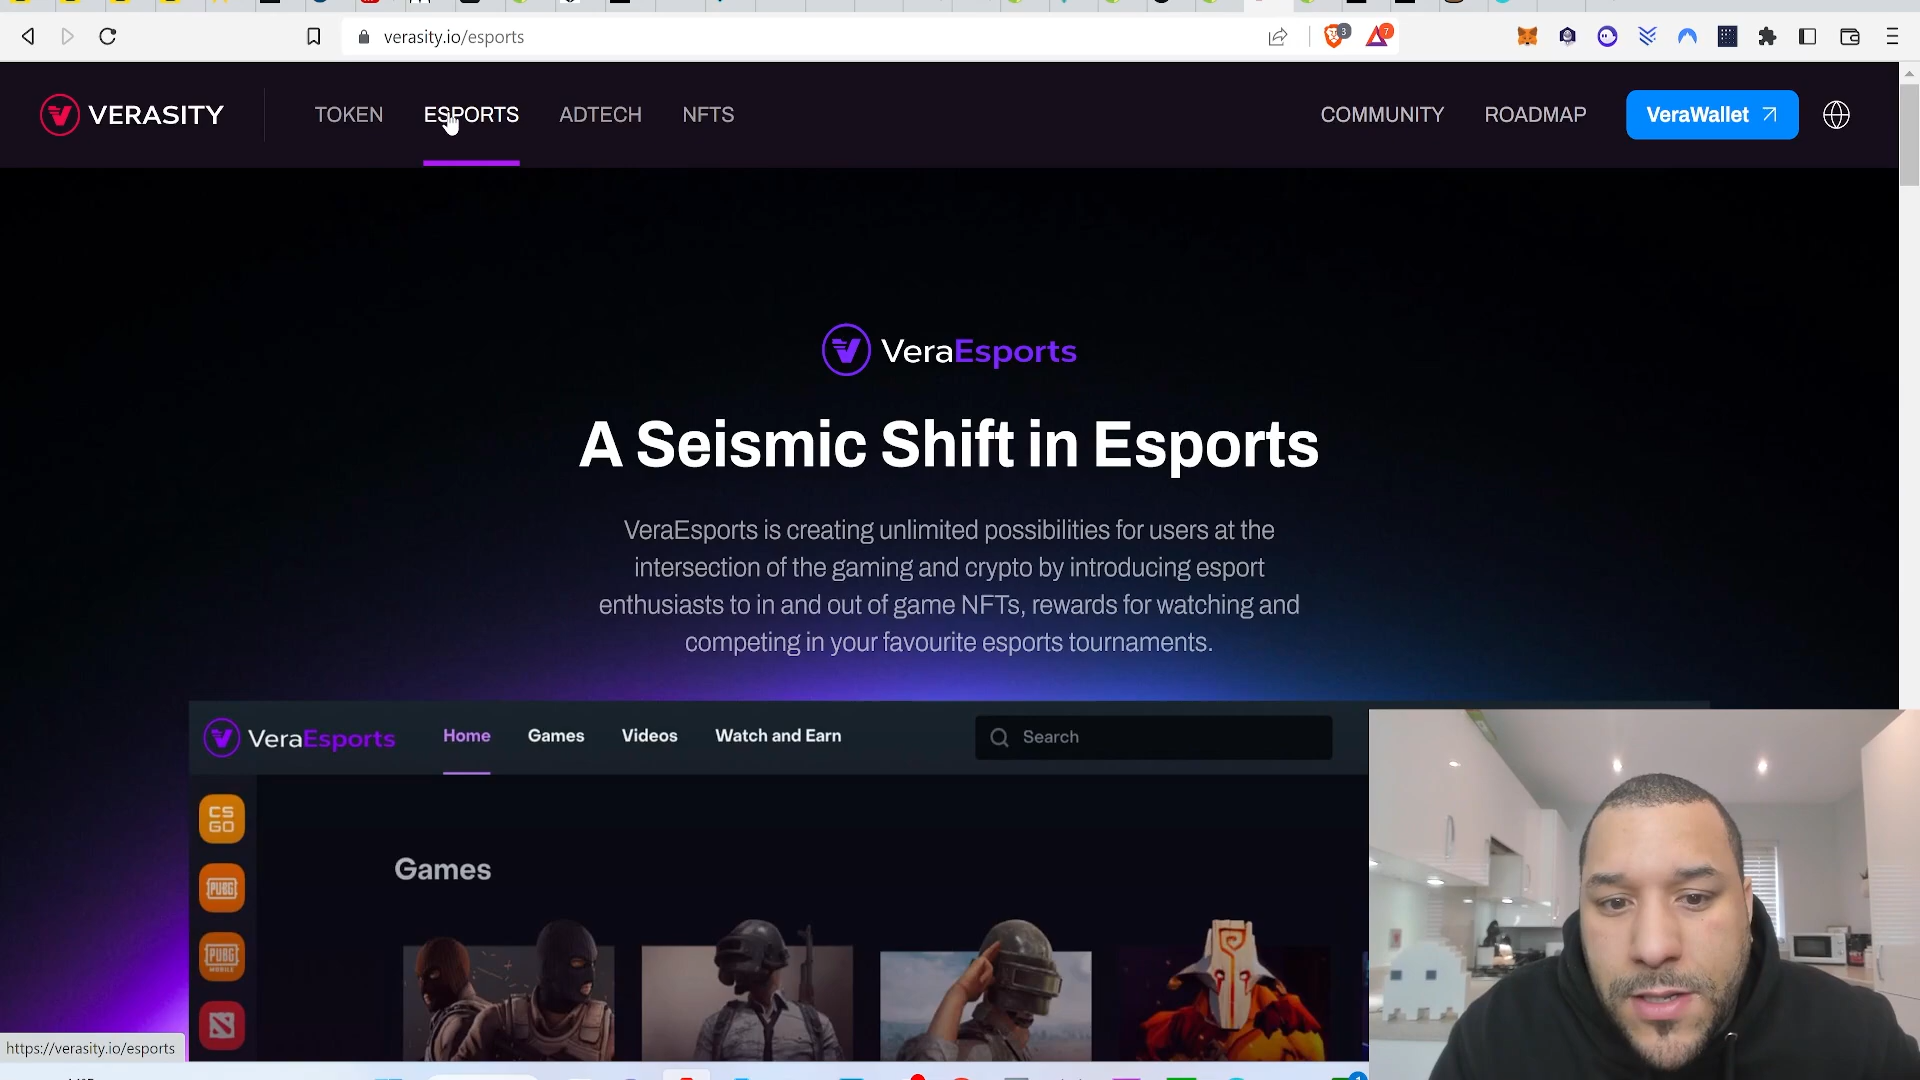 verasity.io/esports
3
7
VERASITY
TOKEN
ESPORTS
ADTECH
NFTS
COMMUNITY
ROADMAP
VeraWallet
VeraEsports
A Seismic Shift in Esports
VeraEsports is creating unlimited possibilities for users at the
intersection of the gaming and crypto by introducing esport
enthusiasts to in and out of game NFTs, rewards for watching and
competing in your favourite esports tournaments.
VeraEsports
Home
Games
Videos
Watch and Earn
Search
CS
GO
PUBG
PUBG
MOBILE
Games
https://verasity.io/esports